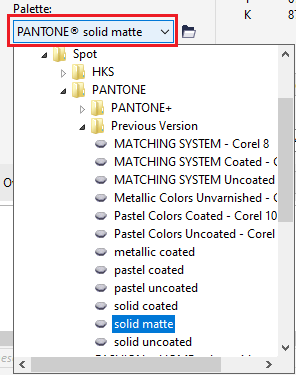 Palette:
PANTONE® solid matte
Spot
HKS
PANTONE
PANTONE+
Previous Version
MATCHING SYSTEM - Corel 8
MATCHING SYSTEM Coated -
MATCHING SYSTEM Uncoated
Metallic Colors Unvarnished -
Pastel Colors Coated - Corel 10
Pastel Colors Uncoated - Corel
metallic coated
pastel coated
pastel uncoated
solid coated
solid matte
solid uncoated